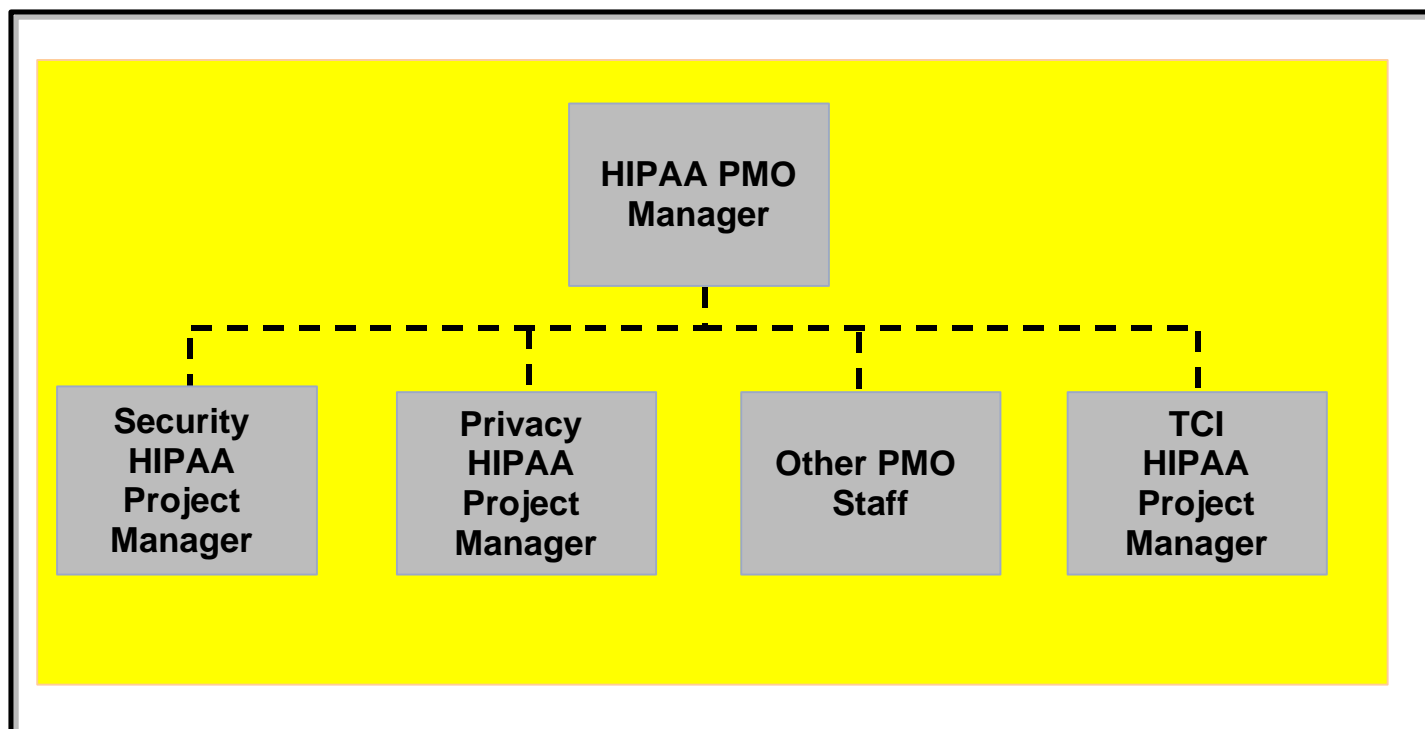 HIPAA PMO
Manager
Security
HIPAA
Project
Manager
Privacy
HIPAA
Project
Manager
Other PMO
Staff
TCI
HIPAA
Project
Manager